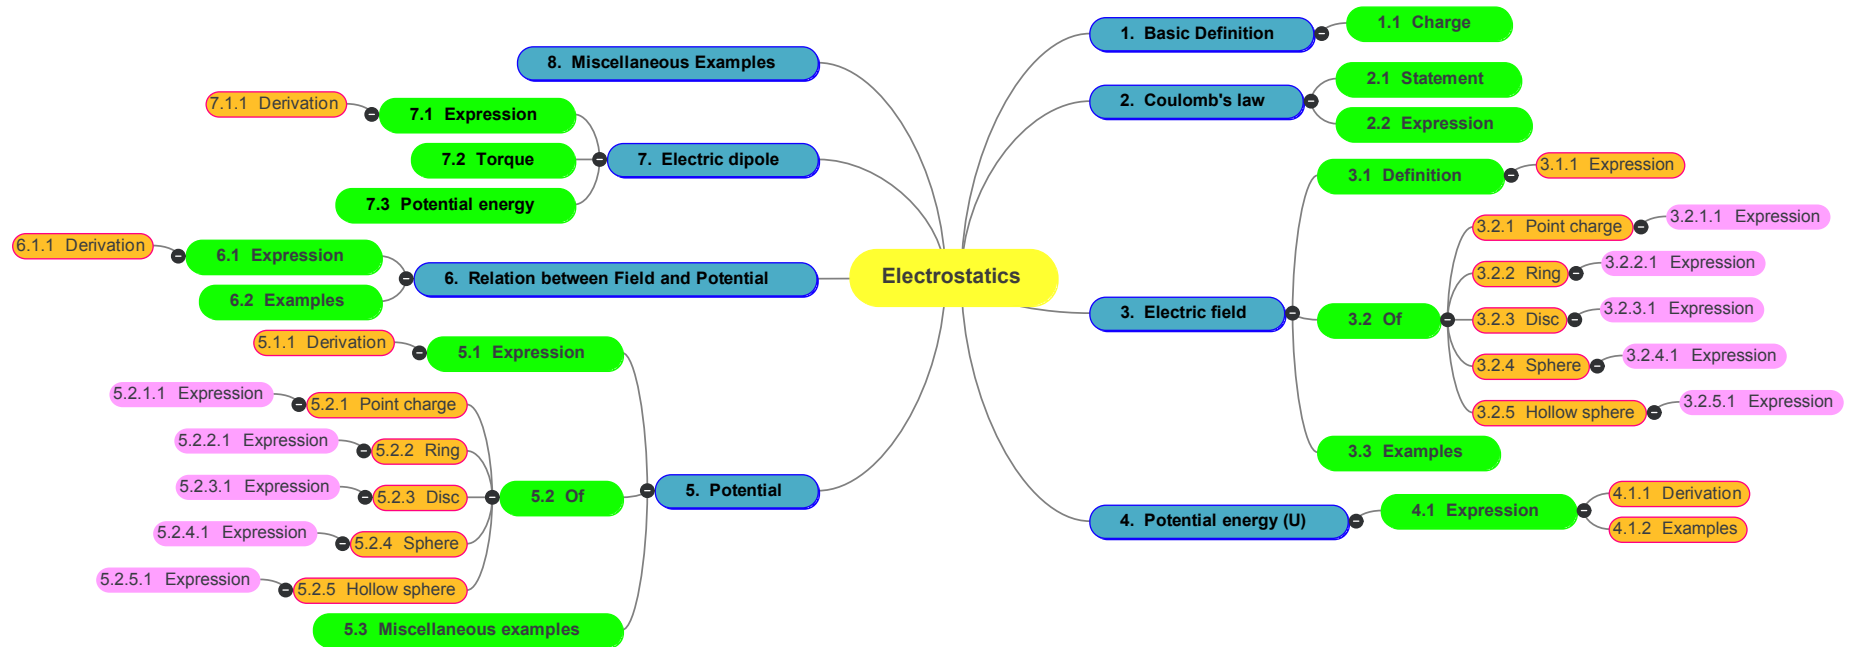 Electrostatics
1. Basic Definition
1.1 Charge
2. Coulomb's law
2.1 Statement
2.2 Expression
3. Electric field
3.1 Definition
3.1.1 Expression
3.2 Of
3.2.1 Point charge
3.2.1.1 Expression
3.2.2 Ring
3.2.2.1 Expression
3.2.3 Disc
3.2.3.1 Expression
3.2.4 Sphere
3.2.4.1 Expression
3.2.5 Hollow sphere
3.2.5.1 Expression
3.3 Examples
4. Potential energy (U)
4.1 Expression
4.1.1 Derivation
4.1.2 Examples
5. Potential
5.1 Expression
5.1.1 Derivation
5.2 Of
5.2.1 Point charge
5.2.1.1 Expression
5.2.2 Ring
5.2.2.1 Expression
5.2.3 Disc
5.2.3.1 Expression
5.2.4 Sphere
5.2.4.1 Expression
5.2.5 Hollow sphere
5.2.5.1 Expression
5.3 Miscellaneous examples
6. Relation between Field and Potential
6.1 Expression
6.1.1 Derivation
6.2 Examples
7. Electric dipole
7.1 Expression
7.1.1 Derivation
7.2 Torque
7.3 Potential energy
8. Miscellaneous Examples